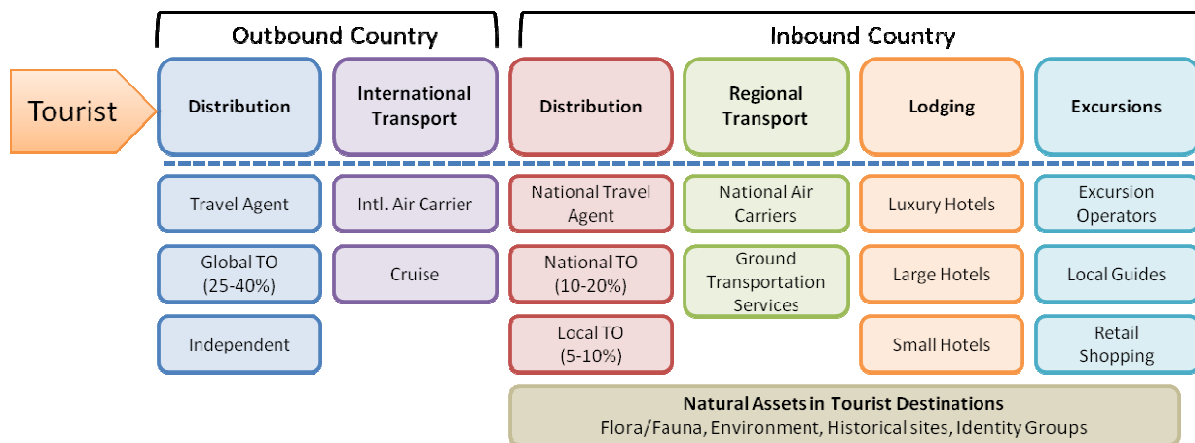 Outbound Country
Inbound Country
Tourist
Distribution
International
Transport
Distribution
Regional
Transport
Lodging
Excursions
Travel Agent
Intl. Air Carrier
National Travel
Agent
National Air
Carriers
Luxury Hotels
Excursion
Operators
Global TO
(25-40%)
Cruise
National TO
(10-20%)
Ground
Transportation
Services
Large Hotels
Local Guides
Independent
Local TO
(5-10%)
Small Hotels
Retail
Shopping
Natural Assets in Tourist Destinations
Flora/Fauna, Environment, Historical sites, Identity Groups